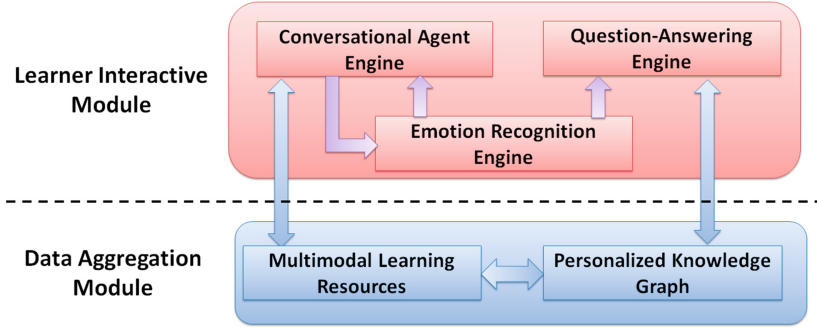 Learner Interactive
Module
Conversational Agent
Engine
Question-Answering
Engine
Emotion Recognition
Engine
Data Aggregation
Module
Multimodal Learning
Resources
Personalized Knowledge
Graph